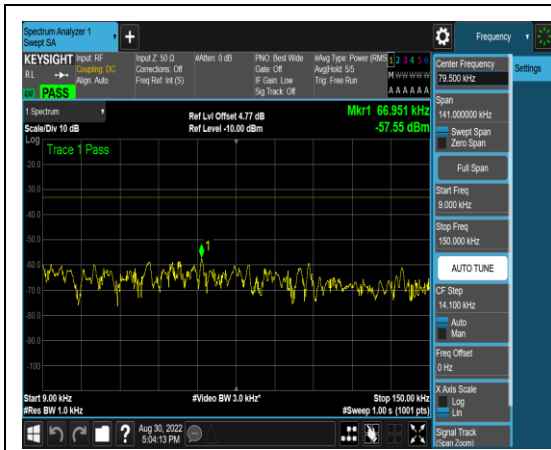 Spectrum Analyzer 1
Swept SA
Frequency
KEYSIGHT
RL
PASS
Input: RF
Coupling: DC
Align: Auto
Input Z: 50 Ω
Corrections: Off
Freq Ref: Int (S)
#Atten: 0 dB
PNO: Best Wide
Gate: Off
IF Gain: Low
Sig Track: Off
#Avg Type: Power (RMS
Avg|Hold: 5/5
Trig: Free Run
1 2 3 4 5 6
M W W W W W
A A A A A A
Center Frequency
79.500 kHz
Settings
Span
141.000000 kHz
Swept Span
Zero Span
Full Span
Start Freq
9.000 kHz
Stop Freq
150.000 kHz
AUTO TUNE
CF Step
14.100 kHz
Auto
Man
Freq Offset
0 Hz
X Axis Scale
Log
Lin
Signal Track
(Span Zoom)
1 Spectrum
Scale/Div 10 dB
Log
Ref Lvl Offset 4.77 dB
Ref Level -10.00 dBm
Mkr1 66.951 kHz
-57.55 dBm
Trace 1 Pass
-20.0
-30.0
-40.0
-50.0
-60.0
-70.0
-80.0
-90.0
-100
1
Start 9.00 kHz
#Res BW 1.0 kHz
#Video BW 3.0 kHz*
Stop 150.00 kHz
#Sweep 1.00 s (1001 pts)
?
Aug 30, 2022
5:04:13 PM